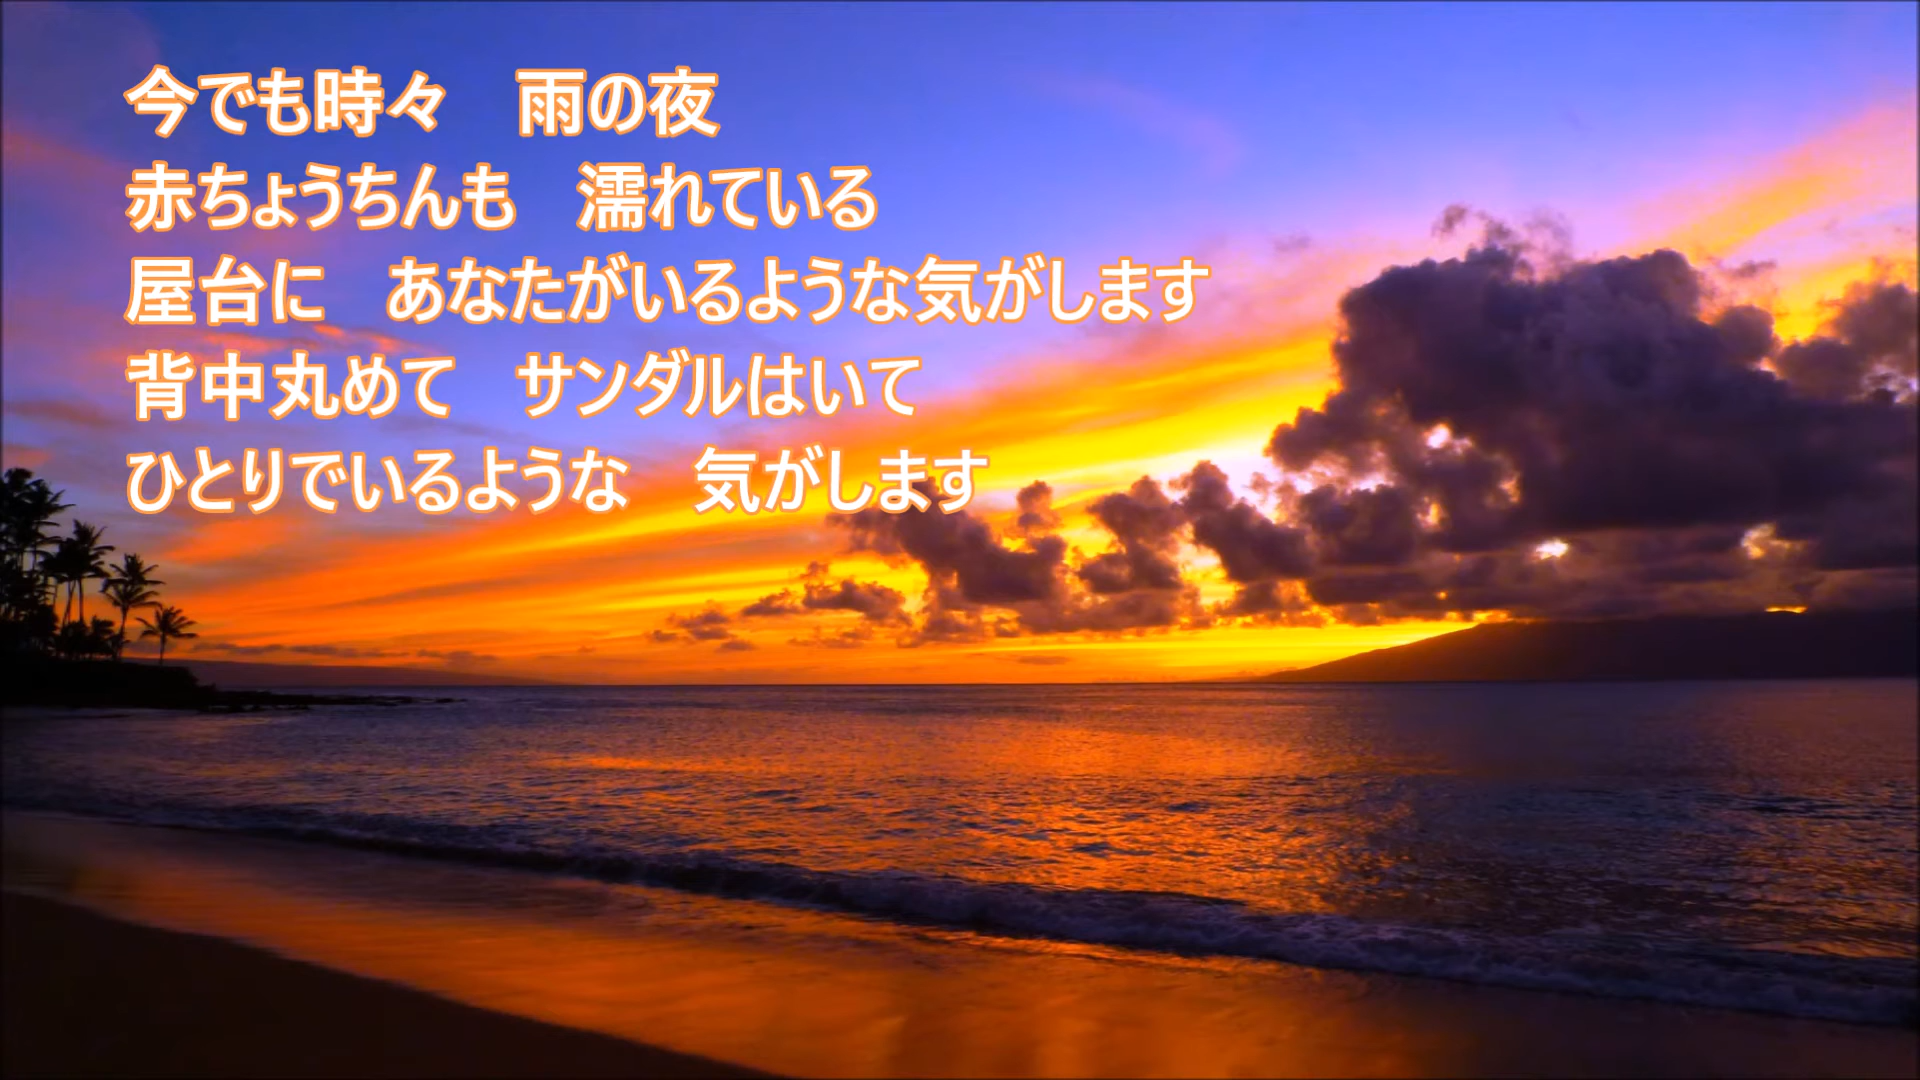 今でも時々　雨の夜
赤ちょうちんも　濡れている
屋台に　あなたがいるような気がします
背中丸めて　サンダルはいて
ひとりでいるような　気がします